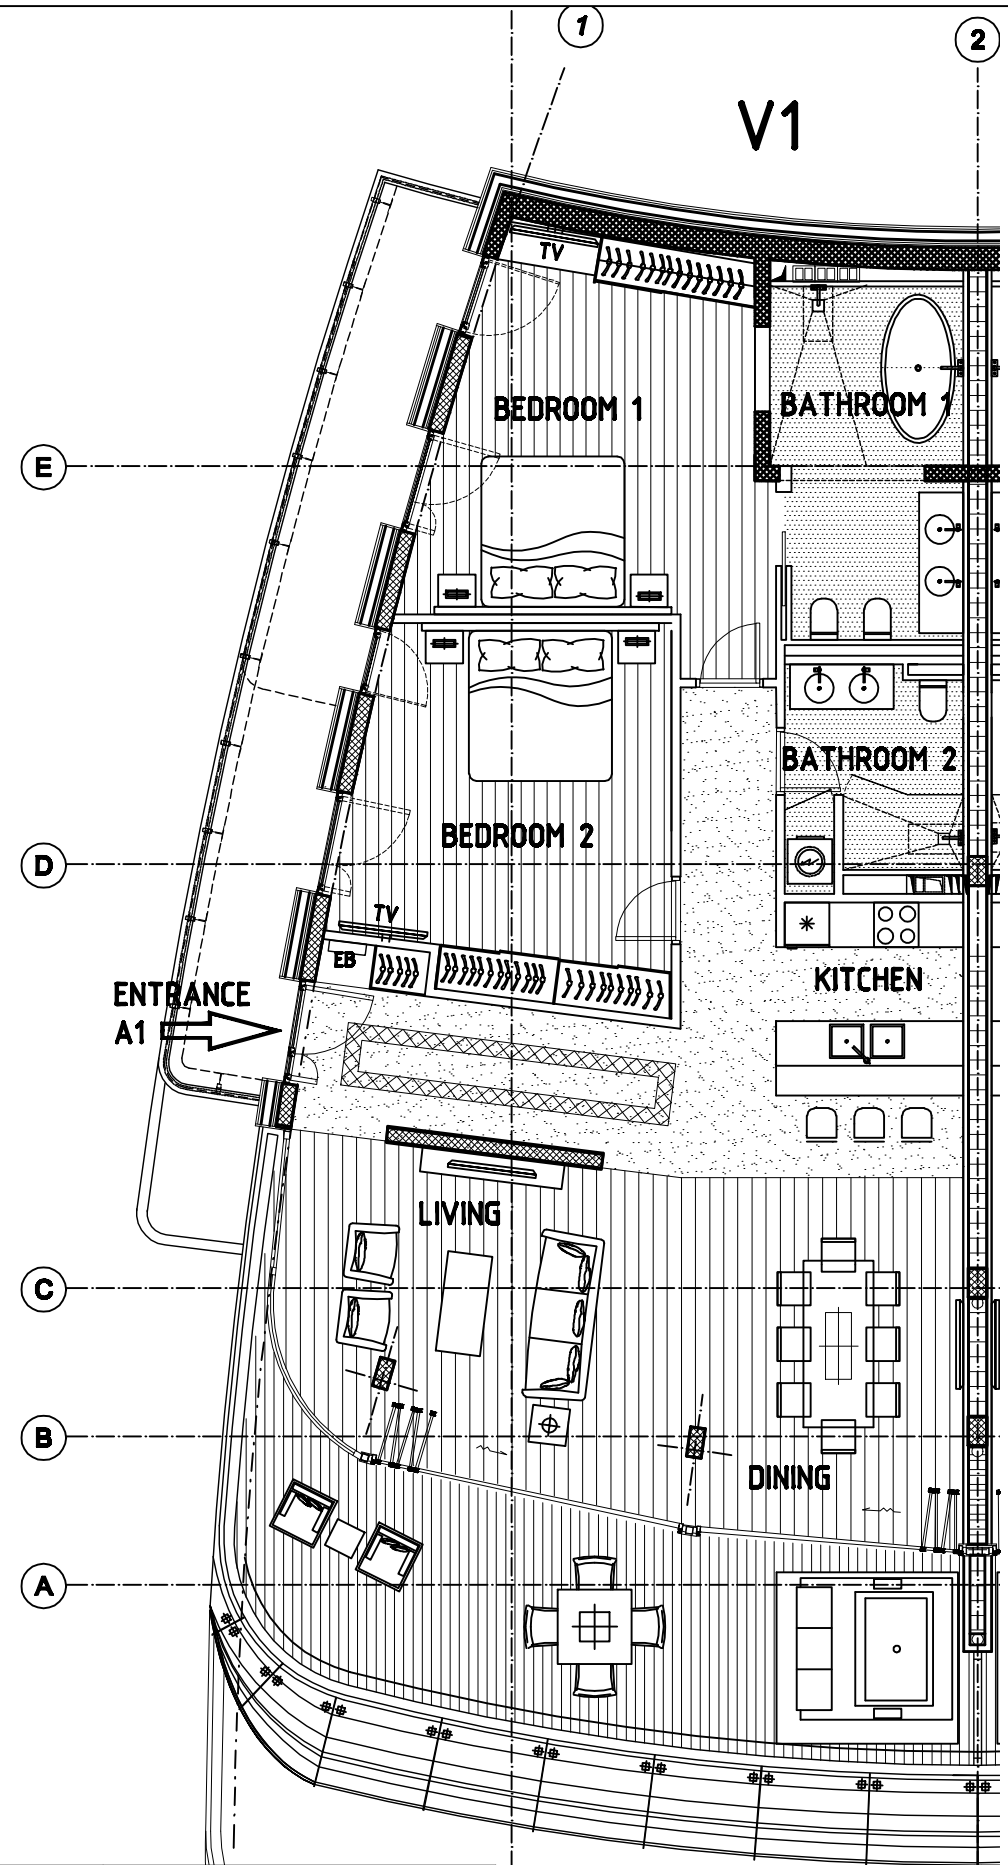 1
2
V1
TV
BEDROOM 1
BATHROOM 1
E
BATHROOM 2
BEDROOM 2
D
TV
EB
KITCHEN
ENTRANCE
A1
LIVING
C
B
DINING
A